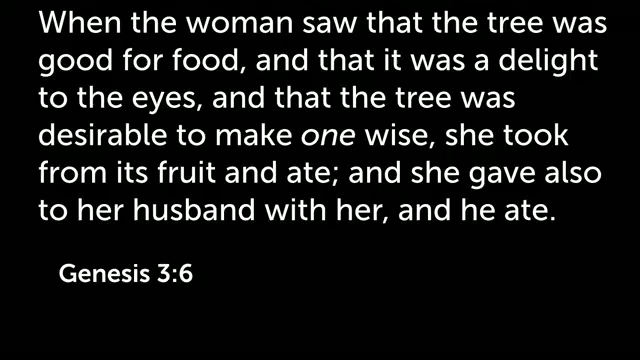 When the woman saw that the tree was
good for food, and that it was a delight
to the eyes, and that the tree was
desirable to make one wise, she took
from its fruit and ate; and she gave also
to her husband with her, and he ate.
Genesis 3:6